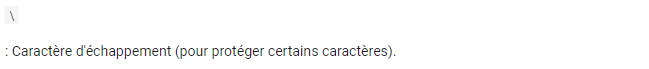 \
: Caractère d'échappement (pour protéger certains caractères).